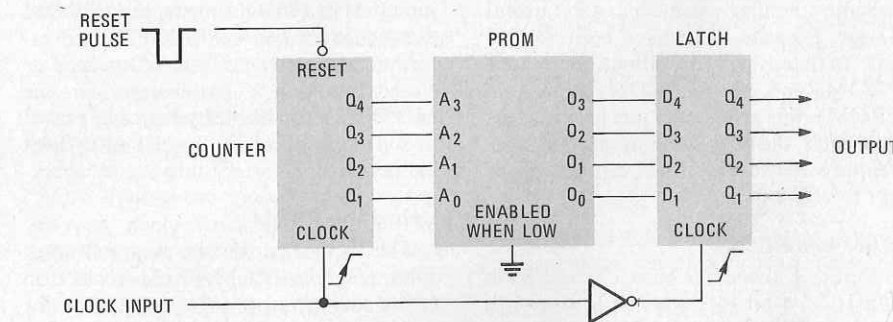 RESET
PULSE
PROM
LATCH
RESET
Q4 A3 O3 D4 Q4
Q3 A2 O2 D3 Q3
COUNTER
OUTPUT
Q2 A1 O1 D2 Q2
Q1 A0 O0 D1 Q1
ENABLED
WHEN LOW
CLOCK
CLOCK
CLOCK INPUT